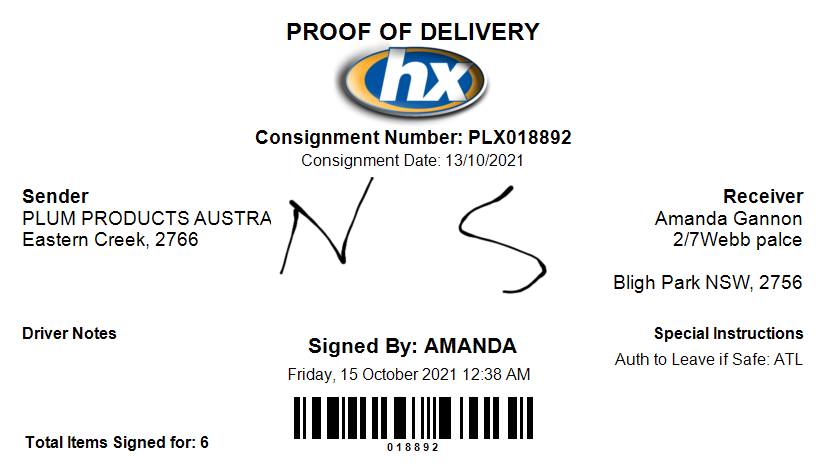 PROOF OF DELIVERY
hx
Consignment Number: PLX018892
Consignment Date: 13/10/2021
Sender
PLUM PRODUCTS AUSTRA
Eastern Creek, 2766
N S
Receiver
Amanda Gannon
2/7Webb palce
Bligh Park NSW, 2756
Driver Notes
Signed By: AMANDA
Friday, 15 October 2021 12:38 AM
Special Instructions
Auth to Leave if Safe: ATL
018892
Total Items Signed for: 6